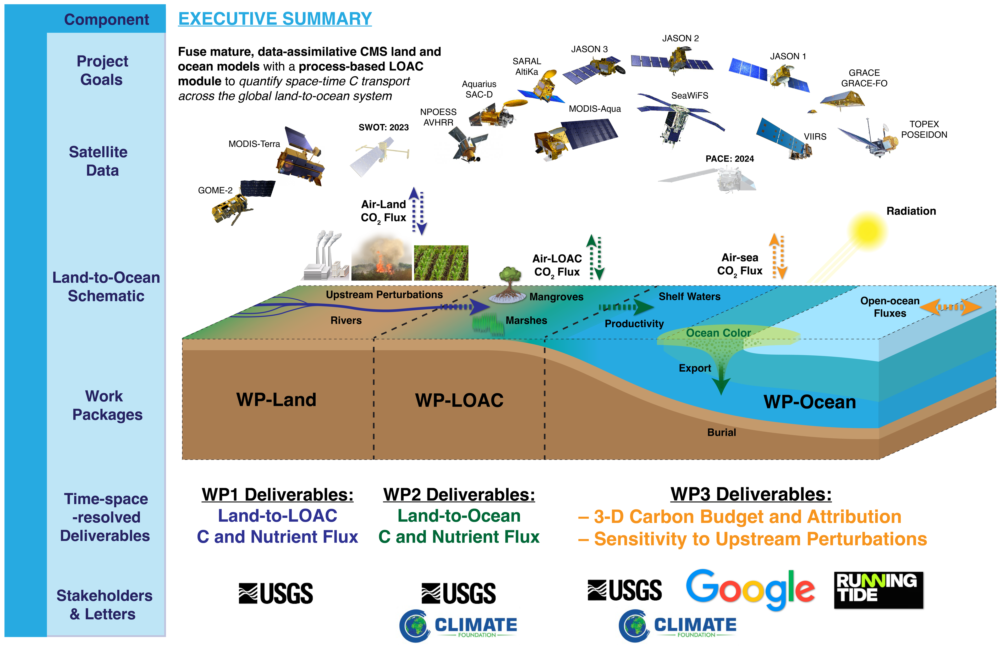 Component
EXECUTIVE SUMMARY
Project
Goals
Fuse mature, data-assimilative CMS land and
ocean models with a process-based LOAC
module to quantify space-time C transport
across the global land-to-ocean system
Satellite
Data
GOME-2
MODIS-Terra
SWOT: 2023
NPOESS
AVHRR
Aquarius
SAC-D
SARAL
AltiKa
JASON 3
JASON 2
JASON 1
GRACE
GRACE-FO
MODIS-Aqua
SeaWiFS
VIIRS
TOPEX
POSEIDON
PACE: 2024
Land-to-Ocean
Schematic
Air-Land
CO2 Flux
Air-LOAC
CO2 Flux
Air-sea
CO2 Flux
Radiation
Upstream Perturbations
Rivers
Mangroves
Marshes
Shelf Waters
Productivity
Open-ocean
Fluxes
Ocean Color
Export
Burial
Work
Packages
WP-Land
WP-LOAC
WP-Ocean
Time-space
-resolved
Deliverables
WP1 Deliverables:
Land-to-LOAC
C and Nutrient Flux
WP2 Deliverables:
Land-to-Ocean
C and Nutrient Flux
WP3 Deliverables:
– 3-D Carbon Budget and Attribution
– Sensitivity to Upstream Perturbations
Stakeholders
& Letters
USGS
USGS
CLIMATE
FOUNDATION
USGS
Google
RUNNING
TIDE
CLIMATE
FOUNDATION